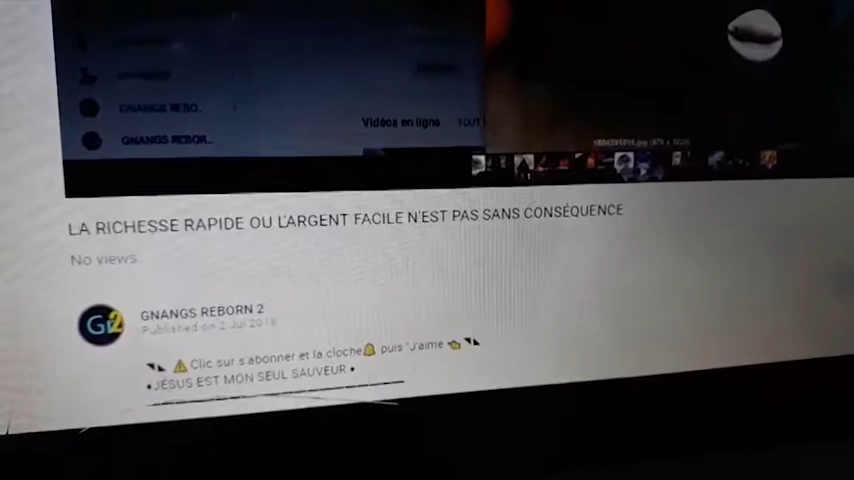 GNANGS REBO..
GNANGS REBOR..
Vidéos en ligne TOUT
LA RICHESSE RAPIDE OU L'ARGENT FACILE N'EST PAS SANS CONSÉQUENCE
No views
GNANGS REBORN 2
Published on 2 Jul 2018
Clic sur s'abonner et la cloche puis "J'aime
•JÉSUS EST MON SEUL SAUVEUR•